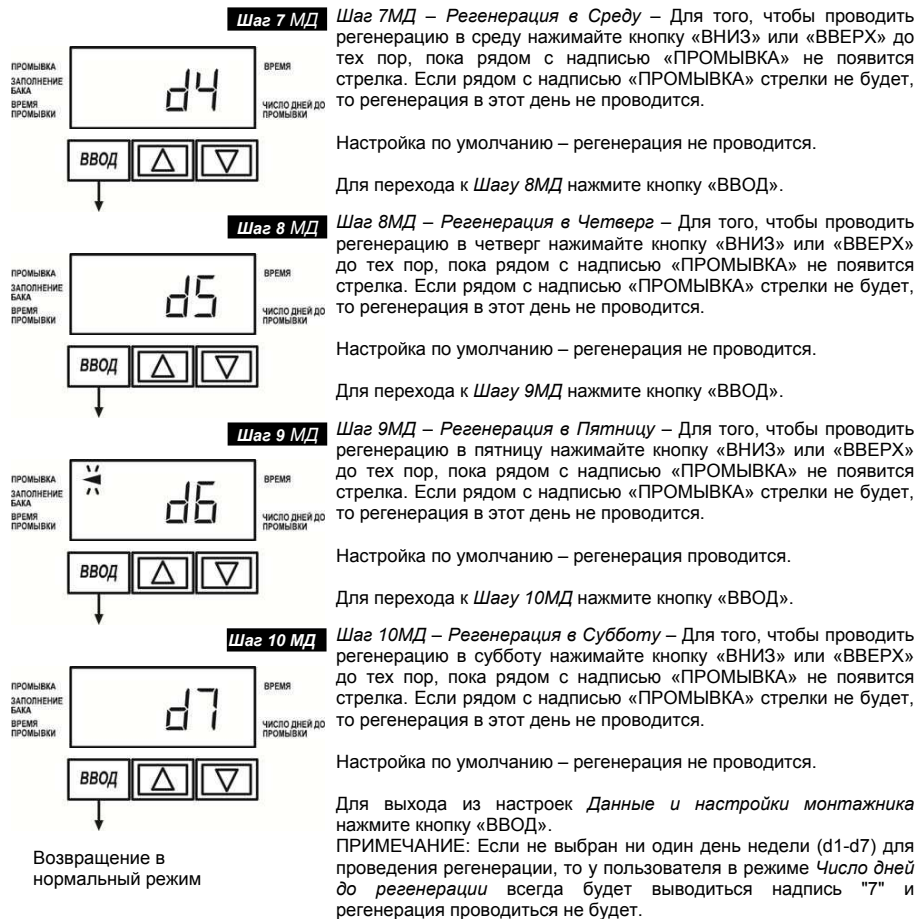 Шаг 7 МД
ПРОМЫВКА
ЗАПОЛНЕНИЕ
БАКА
ВРЕМЯ
ПРОМЫВКИ
d4
ВРЕМЯ
ЧИСЛО ДНЕЙ ДО
ПРОМЫВКИ
ВВОД
Шаг 7МД – Регенерация в Среду – Для того, чтобы проводить
регенерацию в среду нажимайте кнопку «ВНИЗ» или «ВВЕРХ» до
тех пор, пока рядом с надписью «ПРОМЫВКА» не появится
стрелка. Если рядом с надписью «ПРОМЫВКА» стрелки не будет,
то регенерация в этот день не проводится.
Настройка по умолчанию – регенерация не проводится.
Для перехода к Шагу 8МД нажмите кнопку «ВВОД».
Шаг 8 МД
ПРОМЫВКА
ЗАПОЛНЕНИЕ
БАКА
ВРЕМЯ
ПРОМЫВКИ
d5
ВРЕМЯ
ЧИСЛО ДНЕЙ ДО
ПРОМЫВКИ
ВВОД
Шаг 8МД – Регенерация в Четверг – Для того, чтобы проводить
регенерацию в четверг нажимайте кнопку «ВНИЗ» или «ВВЕРХ»
до тех пор, пока рядом с надписью «ПРОМЫВКА» не появится
стрелка. Если рядом с надписью «ПРОМЫВКА» стрелки не будет,
то регенерация в этот день не проводится.
Настройка по умолчанию – регенерация не проводится.
Для перехода к Шагу 9МД нажмите кнопку «ВВОД».
Шаг 9 МД
ПРОМЫВКА
ЗАПОЛНЕНИЕ
БАКА
ВРЕМЯ
ПРОМЫВКИ
d6
ВРЕМЯ
ЧИСЛО ДНЕЙ ДО
ПРОМЫВКИ
ВВОД
Шаг 9МД – Регенерация в Пятницу – Для того, чтобы проводить
регенерацию в пятницу нажимайте кнопку «ВНИЗ» или «ВВЕРХ»
до тех пор, пока рядом с надписью «ПРОМЫВКА» не появится
стрелка. Если рядом с надписью «ПРОМЫВКА» стрелки не будет,
то регенерация в этот день не проводится.
Настройка по умолчанию – регенерация проводится.
Для перехода к Шагу 10МД нажмите кнопку «ВВОД».
Шаг 10 МД
ПРОМЫВКА
ЗАПОЛНЕНИЕ
БАКА
ВРЕМЯ
ПРОМЫВКИ
d7
ВРЕМЯ
ЧИСЛО ДНЕЙ ДО
ПРОМЫВКИ
ВВОД
Возвращение в
нормальный режим
Шаг 10МД – Регенерация в Субботу – Для того, чтобы проводить
регенерацию в субботу нажимайте кнопку «ВНИЗ» или «ВВЕРХ»
до тех пор, пока рядом с надписью «ПРОМЫВКА» не появится
стрелка. Если рядом с надписью «ПРОМЫВКА» стрелки не будет,
то регенерация в этот день не проводится.
Настройка по умолчанию – регенерация не проводится.
Для выхода из настроек Данные и настройки монтажника
нажмите кнопку «ВВОД».
ПРИМЕЧАНИЕ: Если не выбран ни один день недели (d1-d7) для
проведения регенерации, то у пользователя в режиме Число дней
до регенерации всегда будет выводиться надпись "7" и
регенерация проводиться не будет.